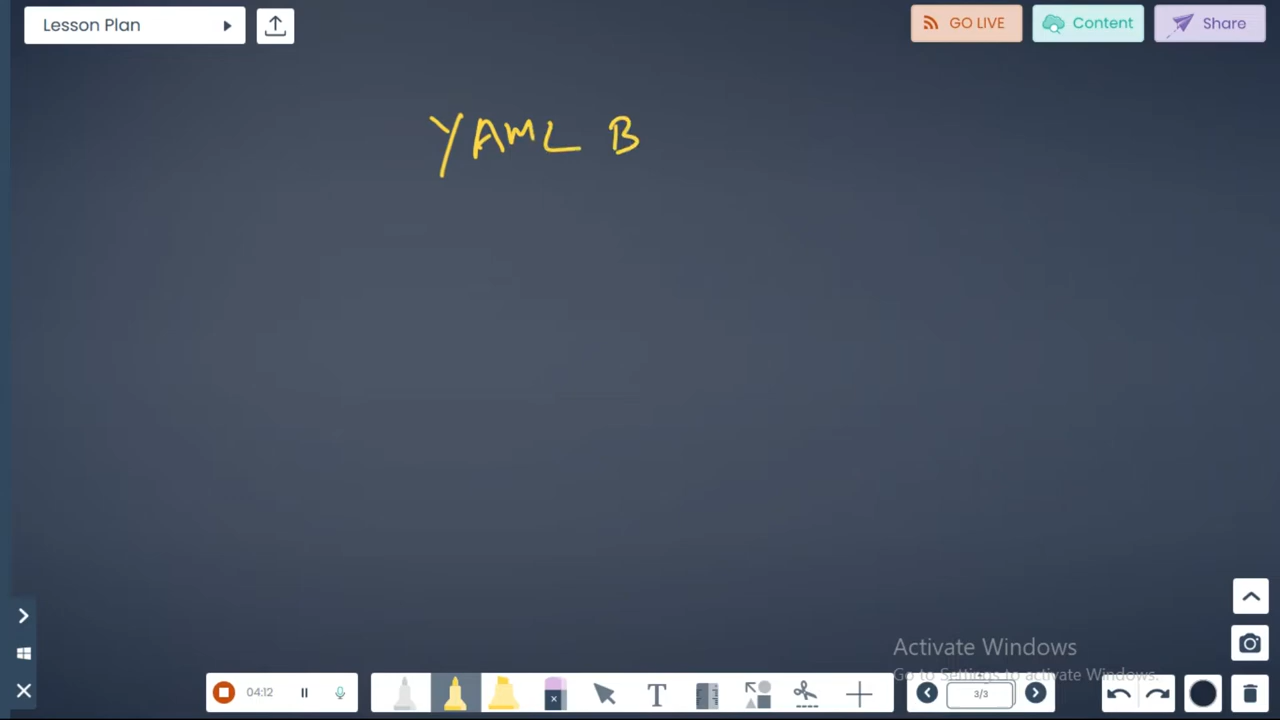 Lesson Plan
GO LIVE
Content
Share
YAML B
Activate Windows
Go to Settings to activate Windows.
04:12
T
3/3